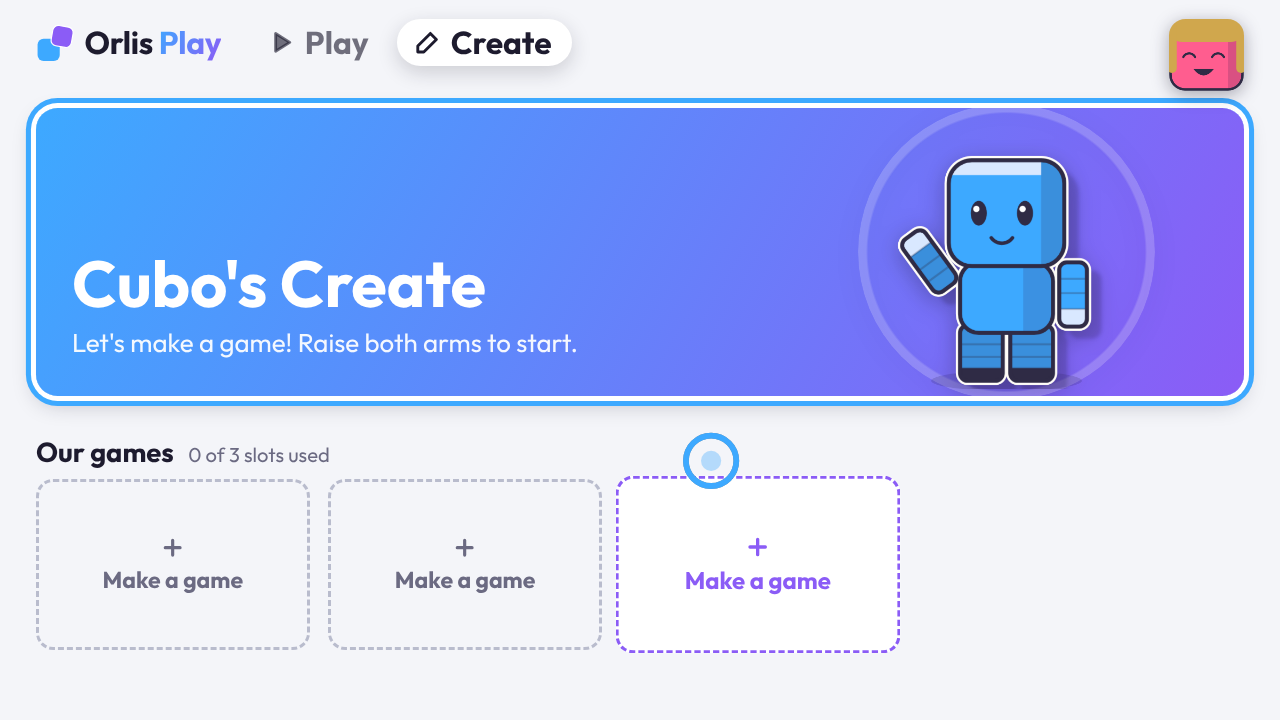 Orlis Play
Play
Create
Cubo's Create
Let's make a game! Raise both arms to start.
Our games
0 of 3 slots used
Make a game
Make a game
Make a game